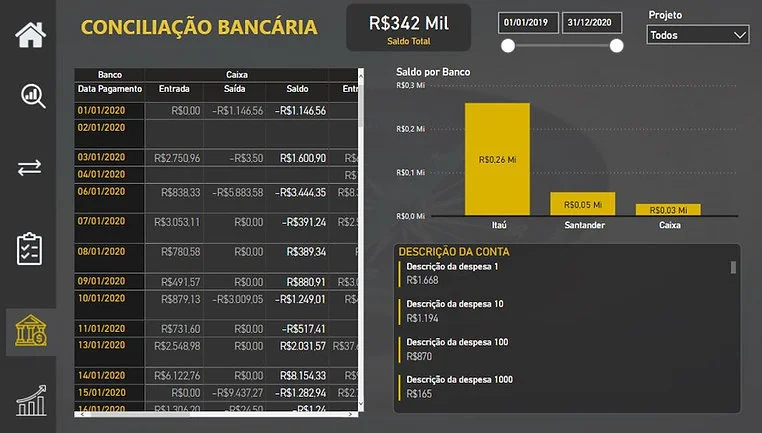 CONCILIAÇÃO BANCÁRIA
R$342 Mil
Saldo Total
01/01/2019 31/12/2020
Projeto
Todos
Banco Caixa
Data Pagamento Entrada Saída Saldo Entr
01/01/2020 R$0,00 -R$1.146,56 -R$1.146,56
02/01/2020
03/01/2020 R$2.750,96 -R$3,50 R$1.600,90
04/01/2020
06/01/2020 R$838,33 -R$5.883,58 -R$3.444,35
07/01/2020 R$3.053,11 R$0,00 -R$391,24
08/01/2020 R$780,58 R$0,00 R$389,34
09/01/2020 R$491,57 R$0,00 R$880,91
10/01/2020 R$879,13 -R$3.009,05 -R$1.249,01
11/01/2020 R$731,60 R$0,00 -R$517,41
13/01/2020 R$2.548,98 R$0,00 R$2.031,57 R$37.
14/01/2020 R$6.122,76 R$0,00 R$8.154,33
15/01/2020 R$0,00 -R$9.437,27 -R$1.282,94
16/01/2020 R$1.306,20 -R$24,50 -R$1,24
Saldo por Banco
R$0,3 Mi
R$0,2 Mi
R$0,1 Mi
R$0,0 Mi
R$0,26 Mi
R$0,05 Mi
R$0,03 Mi
Itaú Santander Caixa
DESCRIÇÃO DA CONTA
Descrição da despesa 1
R$1.668
Descrição da despesa 10
R$1.194
Descrição da despesa 100
R$870
Descrição da despesa 1000
R$165